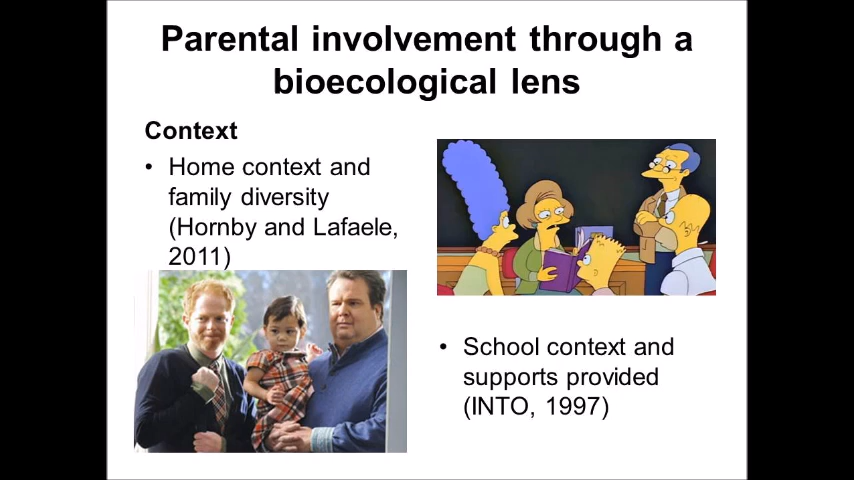 Parental involvement through a
bioecological lens
Context
• Home context and
family diversity
(Hornby and Lafaele,
2011)
• School context and
supports provided
(INTO, 1997)